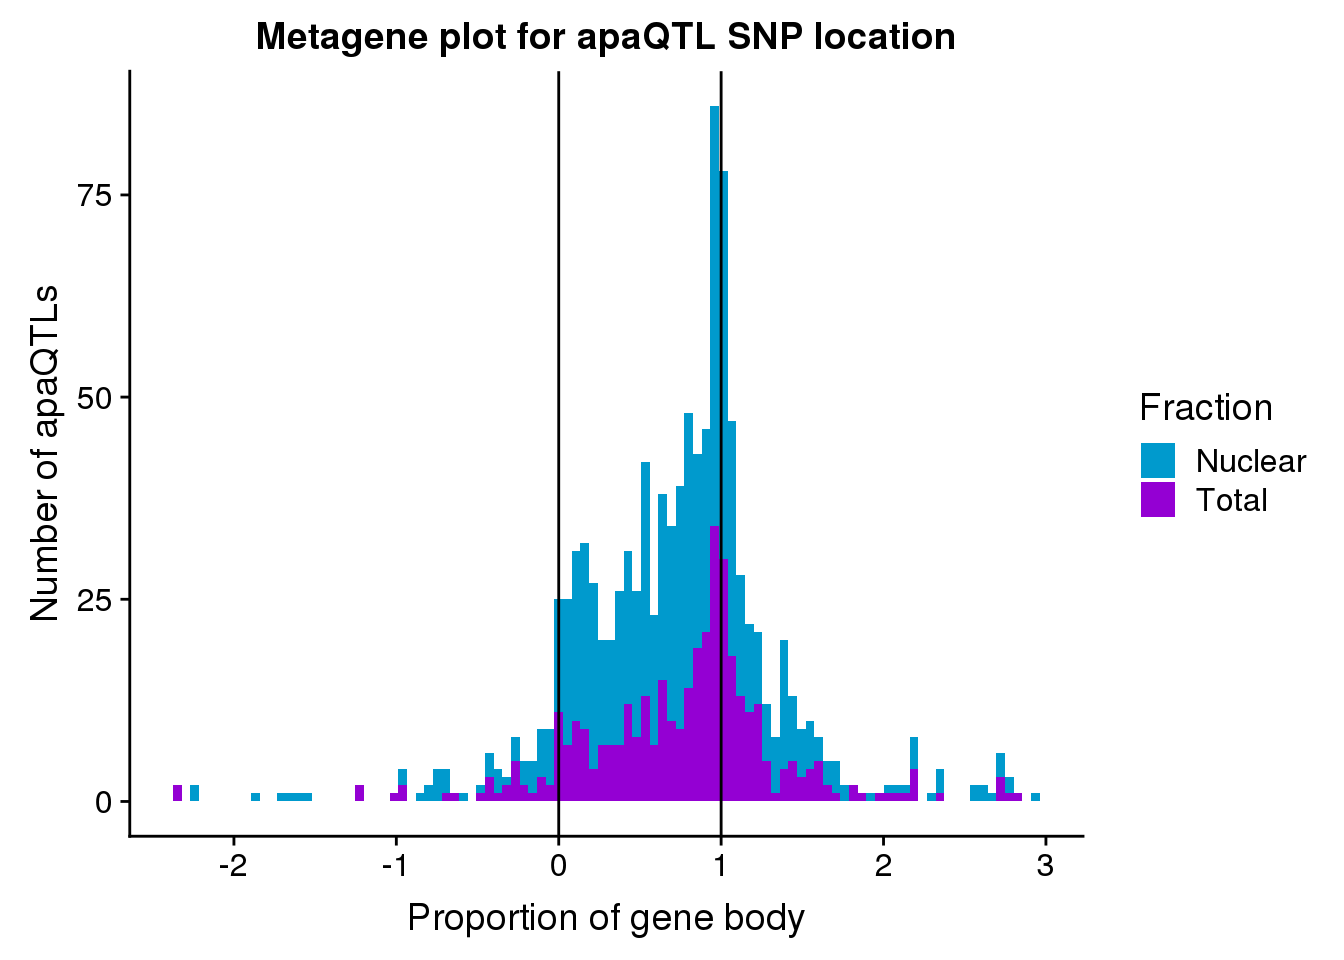 Metagene plot for apaQTL SNP location
Number of apaQTLs
75
50
25
0
-2
-1
0
1
2
3
Proportion of gene body
Fraction
Nuclear
Total